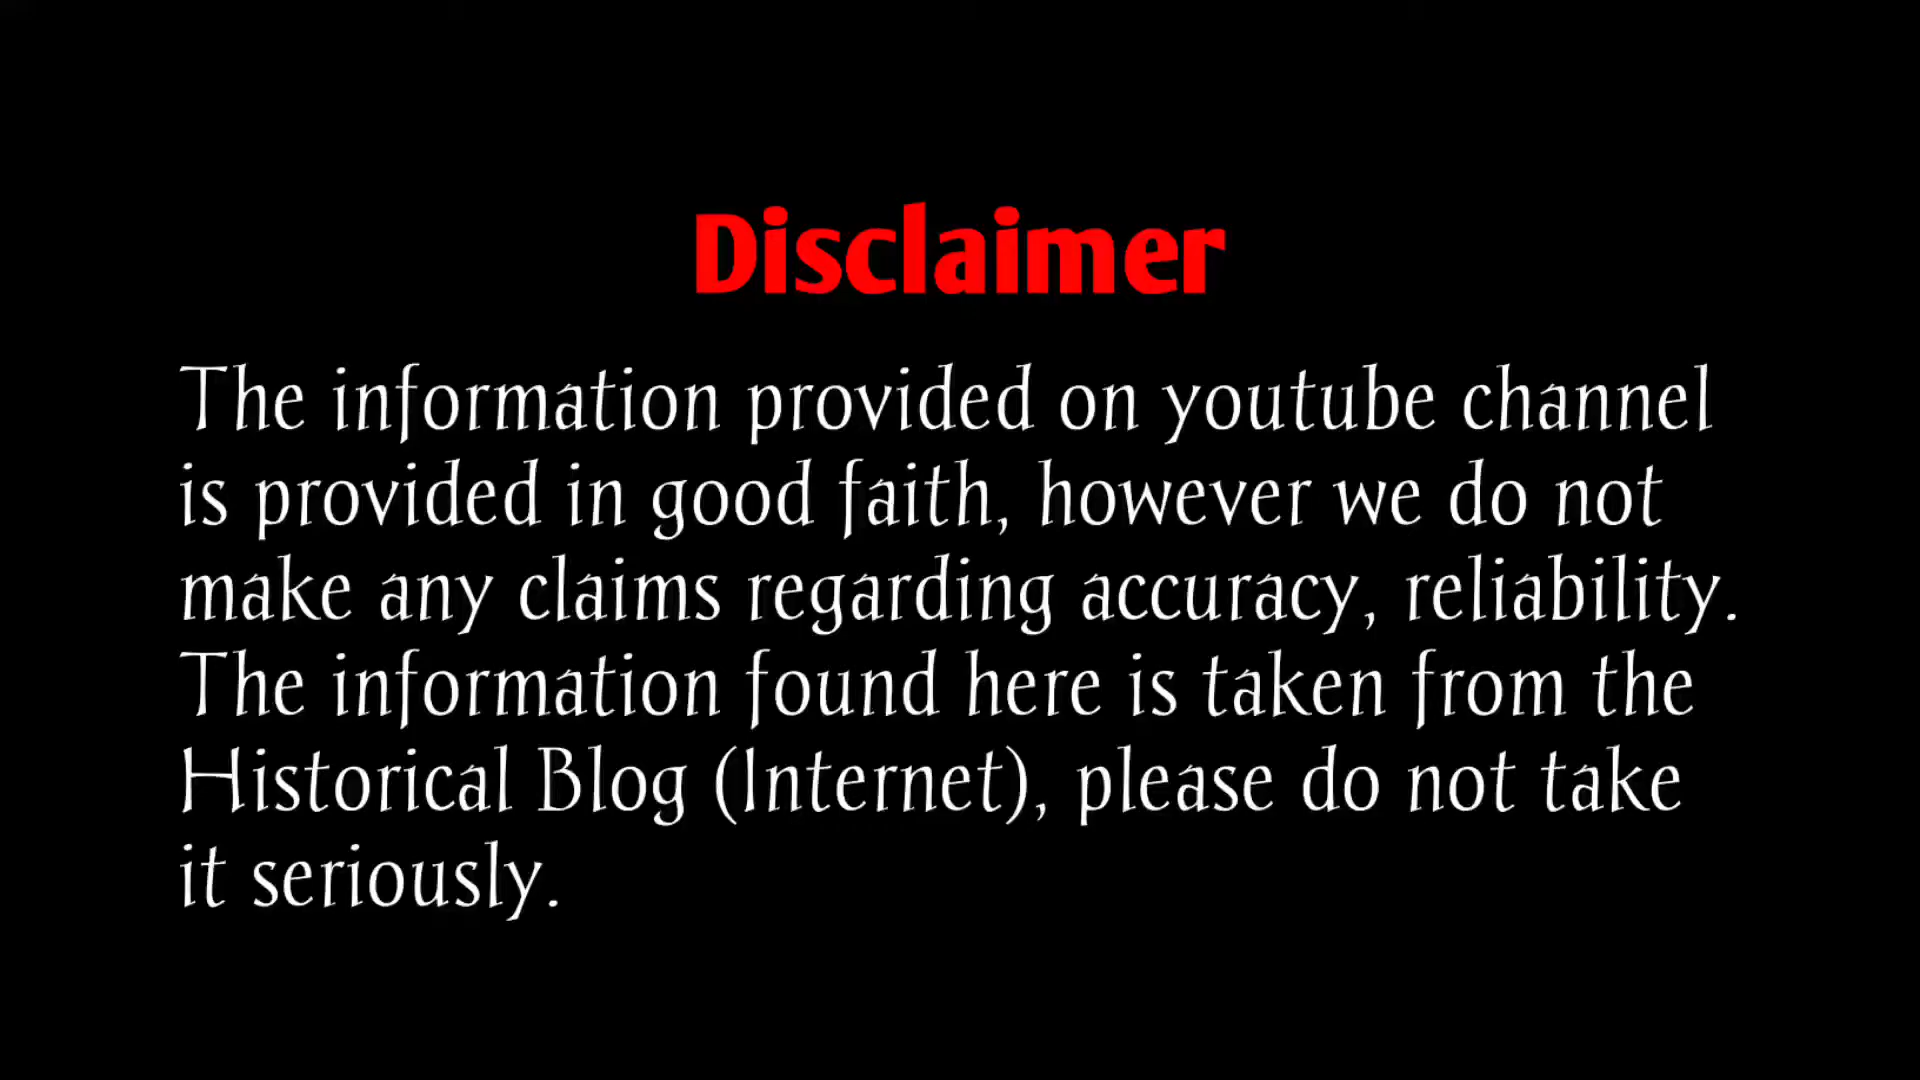 Disclaimer
The information provided on youtube channel
is provided in good faith, however we do not
make any claims regarding accuracy, reliability.
The information found here is taken from the
Historical Blog (Internet), please do not take
it seriously.